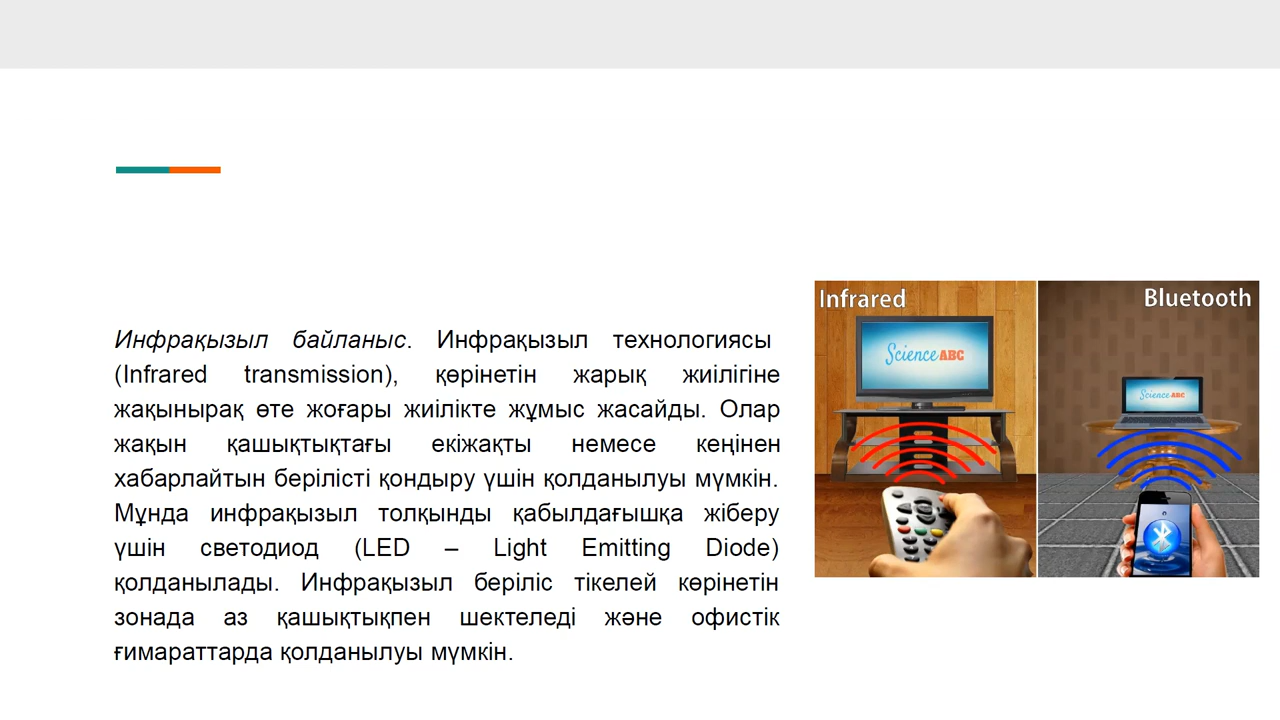 Инфрақызыл байланыс. Инфрақызыл технологиясы
(Infrared transmission), қөрінетін жарық жиілігіне
жақынырақ өте жоғары жиілікте жұмыс жасайды. Олар
жақын қашықтықтағы екіжақты немесе кеңінен
хабарлайтын берілісті қондыру үшін қолданылуы мүмкін.
Мұнда инфрақызыл толқынды қабылдағышқа жіберу
үшін светодиод (LED – Light Emitting Diode)
қолданылады. Инфрақызыл беріліс тікелей көрінетін
зонада аз қашықтықпен шектеледі және офистік
ғимараттарда қолданылуы мүмкін.
Infrared
Science ABC
Bluetooth
Science ABC